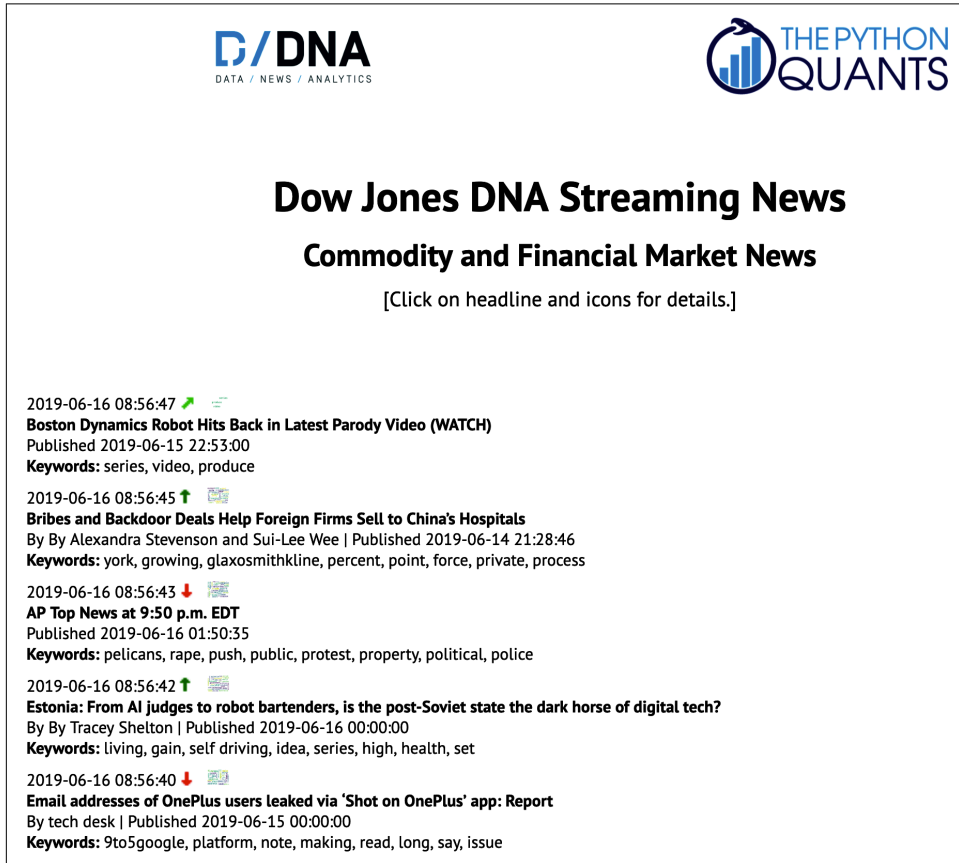 D/DNA
DATA / NEWS / ANALYTICS
THE PYTHON
QUANTS
Dow Jones DNA Streaming News
Commodity and Financial Market News
[Click on headline and icons for details.]
2019-06-16 08:56:47
Boston Dynamics Robot Hits Back in Latest Parody Video (WATCH)
Published 2019-06-15 22:53:00
Keywords: series, video, produce
2019-06-16 08:56:45
Bribes and Backdoor Deals Help Foreign Firms Sell to China’s Hospitals
By By Alexandra Stevenson and Sui-Lee Wee | Published 2019-06-14 21:28:46
Keywords: york, growing, glaxosmithkline, percent, point, force, private, process
2019-06-16 08:56:43
AP Top News at 9:50 p.m. EDT
Published 2019-06-16 01:50:35
Keywords: pelicans, rape, push, public, protest, property, political, police
2019-06-16 08:56:42
Estonia: From AI judges to robot bartenders, is the post-Soviet state the dark horse of digital tech?
By By Tracey Shelton | Published 2019-06-16 00:00:00
Keywords: living, gain, self driving, idea, series, high, health, set
2019-06-16 08:56:40
Email addresses of OnePlus users leaked via ‘Shot on OnePlus’ app: Report
By tech desk | Published 2019-06-15 00:00:00
Keywords: 9to5google, platform, note, making, read, long, say, issue